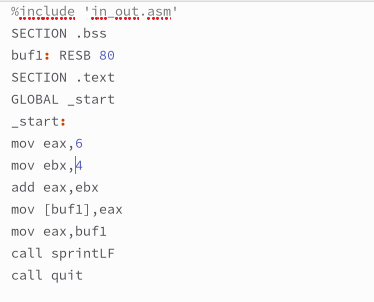 %include 'in_out.asm'
SECTION .bss
buf1: RESB 80
SECTION .text
GLOBAL _start
_start:
mov eax,6
mov ebx,4
add eax,ebx
mov [buf1],eax
mov eax,buf1
call sprintLF
call quit